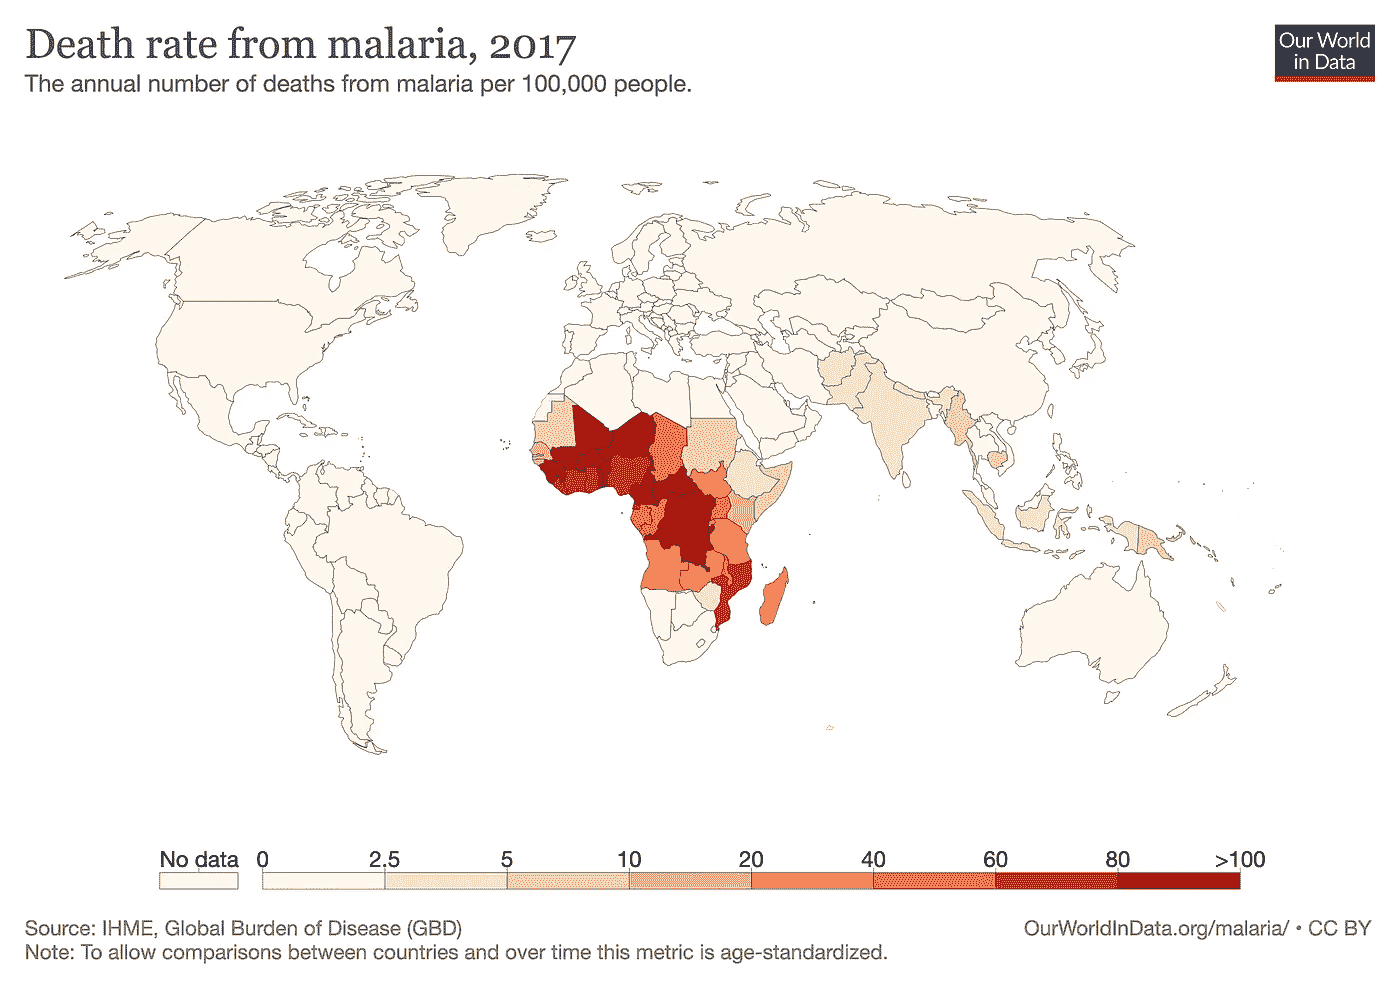 Death rate from malaria, 2017
The annual number of deaths from malaria per 100,000 people.
Our World
in Data
No data 0 2.5 5 10 20 40 60 80 >100
Source: IHME, Global Burden of Disease (GBD)
OurWorldInData.org/malaria/ • CC BY
Note: To allow comparisons between countries and over time this metric is age-standardized.